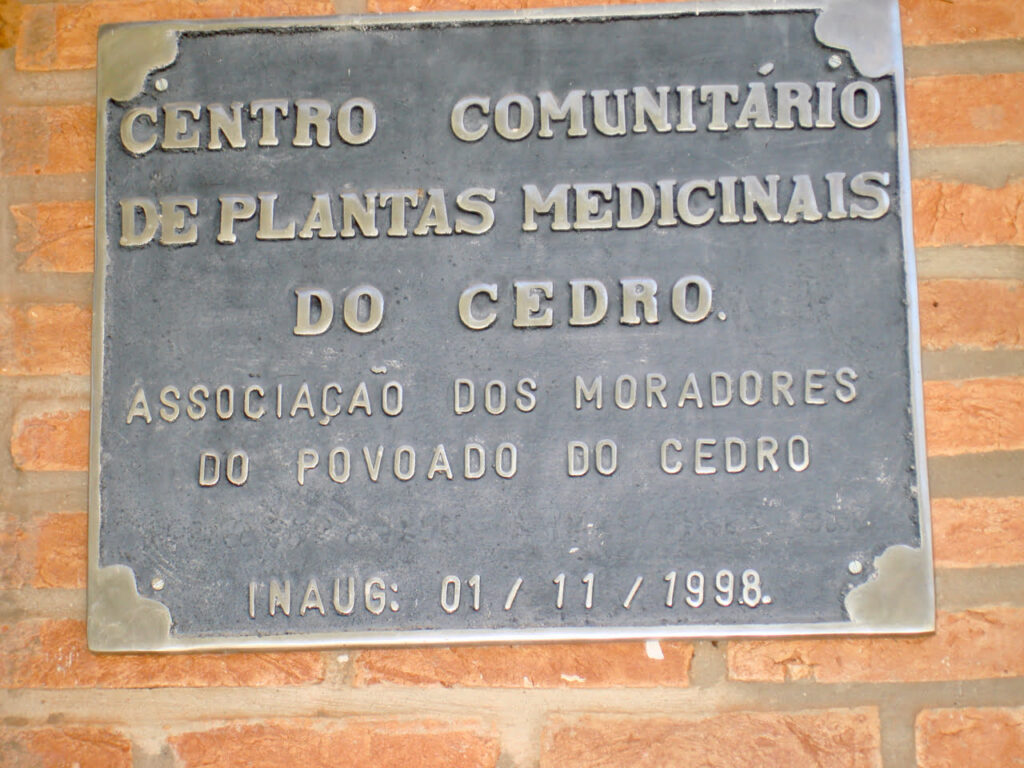 CENTRO COMUNITÁRIO
DE PLANTAS MEDICINAIS
DO CEDRO.
ASSOCIAÇÃO DOS MORADORES
DO POVOADO DO CEDRO
INAUG: 01 / 11 / 1998.